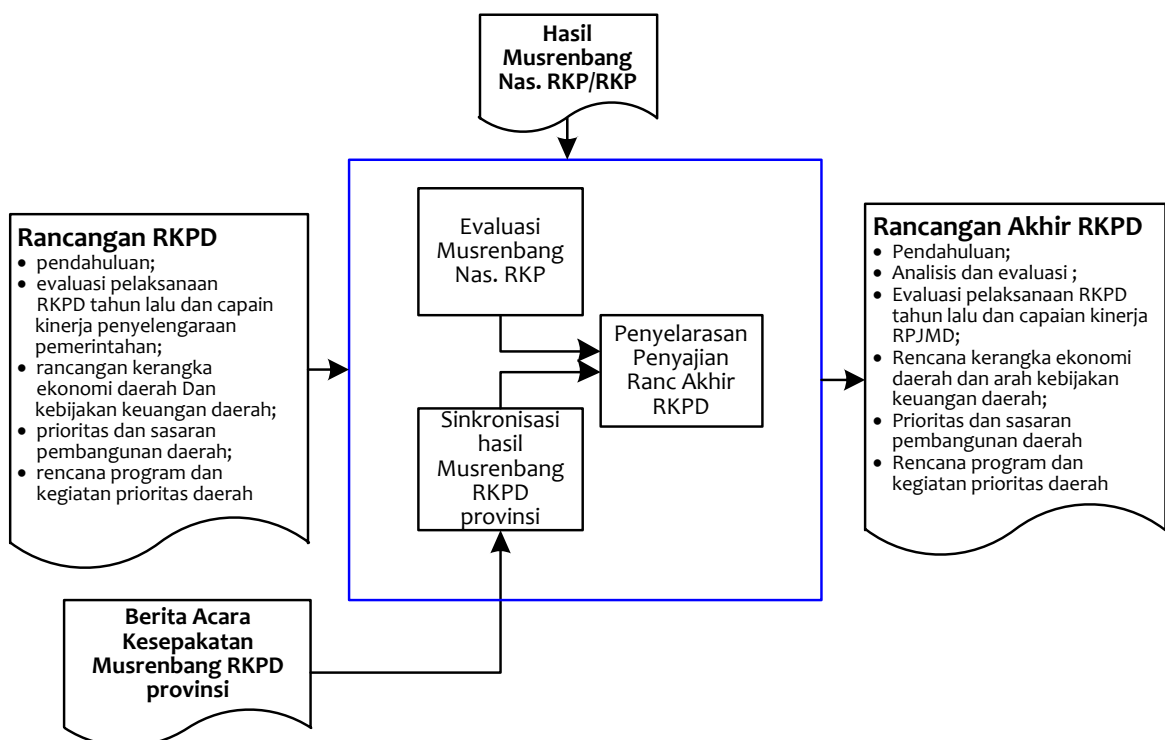 Hasil
Musrenbang
Nas. RKP/RKP
Rancangan RKPD
• pendahuluan;
• evaluasi pelaksanaan
RKPD tahun lalu dan capain
kinerja penyelengaraan
pemerintahan;
• rancangan kerangka
ekonomi daerah Dan
kebijakan keuangan daerah;
• prioritas dan sasaran
pembangunan daerah;
• rencana program dan
kegiatan prioritas daerah
Evaluasi
Musrenbang
Nas. RKP
Sinkronisasi
hasil
Musrenbang
RKPD
provinsi
Penyelarasan
Penyajian
Ranc Akhir
RKPD
Rancangan Akhir RKPD
• Pendahuluan;
• Analisis dan evaluasi ;
• Evaluasi pelaksanaan RKPD
tahun lalu dan capaian kinerja
RPJMD;
• Rencana kerangka ekonomi
daerah dan arah kebijakan
keuangan daerah;
• Prioritas dan sasaran
pembangunan daerah
• Rencana program dan
kegiatan prioritas daerah
Berita Acara
Kesepakatan
Musrenbang RKPD
provinsi